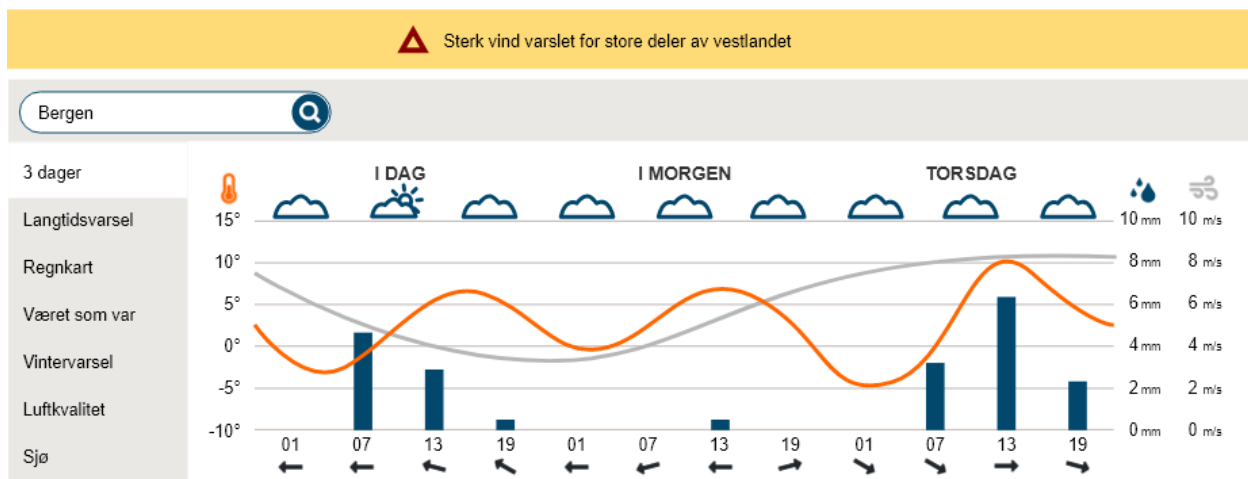 Sterk vind varslet for store deler av vestlandet
Bergen
3 dager
Langtidsvarsel
Regnkart
Været som var
Vintervarsel
Luftkvalitet
Sjø
I DAG I MORGEN TORSDAG
15° 10 mm 10 m/s
10° 8 mm 8 m/s
5° 6 mm 6 m/s
0° 4 mm 4 m/s
-5° 2 mm 2 m/s
-10° 0 mm 0 m/s
01 07 13 19 01 07 13 19 01 07 13 19